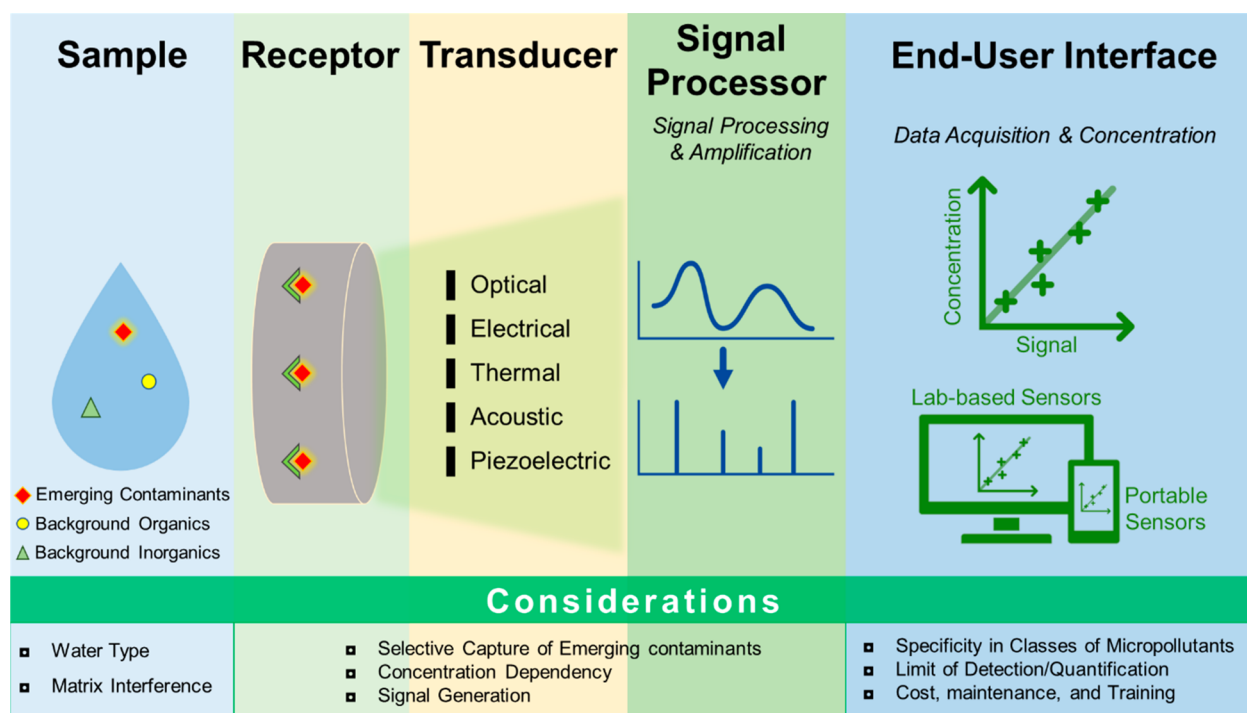 Sample
Receptor
Transducer
Signal
Processor
End-User Interface
Signal Processing
& Amplification
Data Acquisition & Concentration
Optical
Electrical
Thermal
Acoustic
Piezoelectric
Concentration
Signal
Lab-based Sensors
Portable
Sensors
Emerging Contaminants
Background Organics
Background Inorganics
Considerations
Water Type
Matrix Interference
Selective Capture of Emerging contaminants
Concentration Dependency
Signal Generation
Specificity in Classes of Micropollutants
Limit of Detection/Quantification
Cost, maintenance, and Training